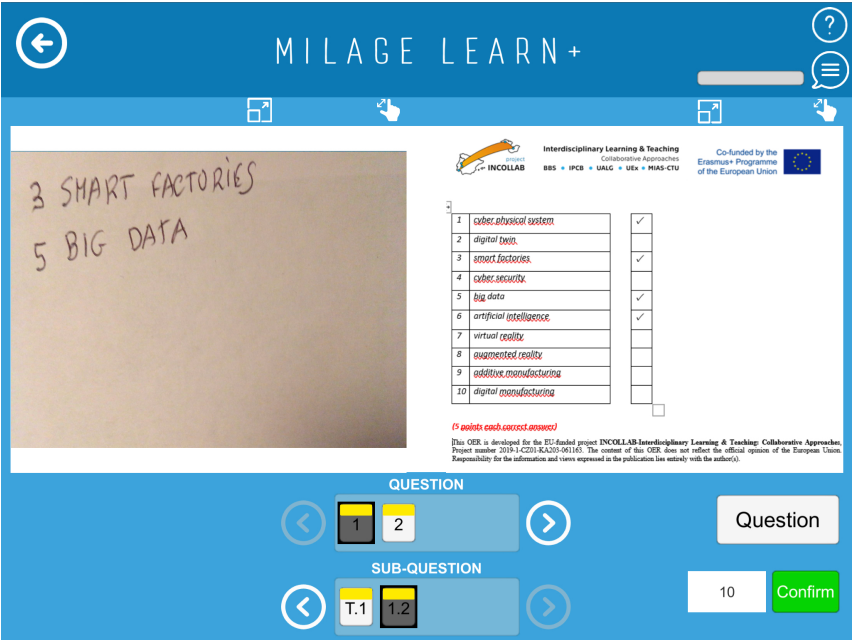 ?
MILAGE LEARN+
3 SMART FACTORIES
5 BIG DATA
project
INCOLLAB
Interdisciplinary Learning & Teaching
Collaborative Approaches
BBS • IPCB • UALG • UEx • MIAS-CTU
Co-funded by the
Erasmus+ Programme
of the European Union
1 cyber physical system ✓
2 digital twin
3 smart factories ✓
4 cyber security
5 big data ✓
6 artificial intelligence ✓
7 virtual reality
8 augmented reality
9 additive manufacturing
10 digital manufacturing
(5 points each correct answer)
This OER is developed for the EU-funded project INCOLLAB-Interdisciplinary Learning & Teaching: Collaborative Approaches,
Project number 2019-1-CZ01-KA203-061163. The content of this OER does not reflect the official opinion of the European Union.
Responsibility for the information and views expressed in the publication lies entirely with the author(s).
QUESTION
1 2
Question
SUB-QUESTION
T.1 1.2
10 Confirm